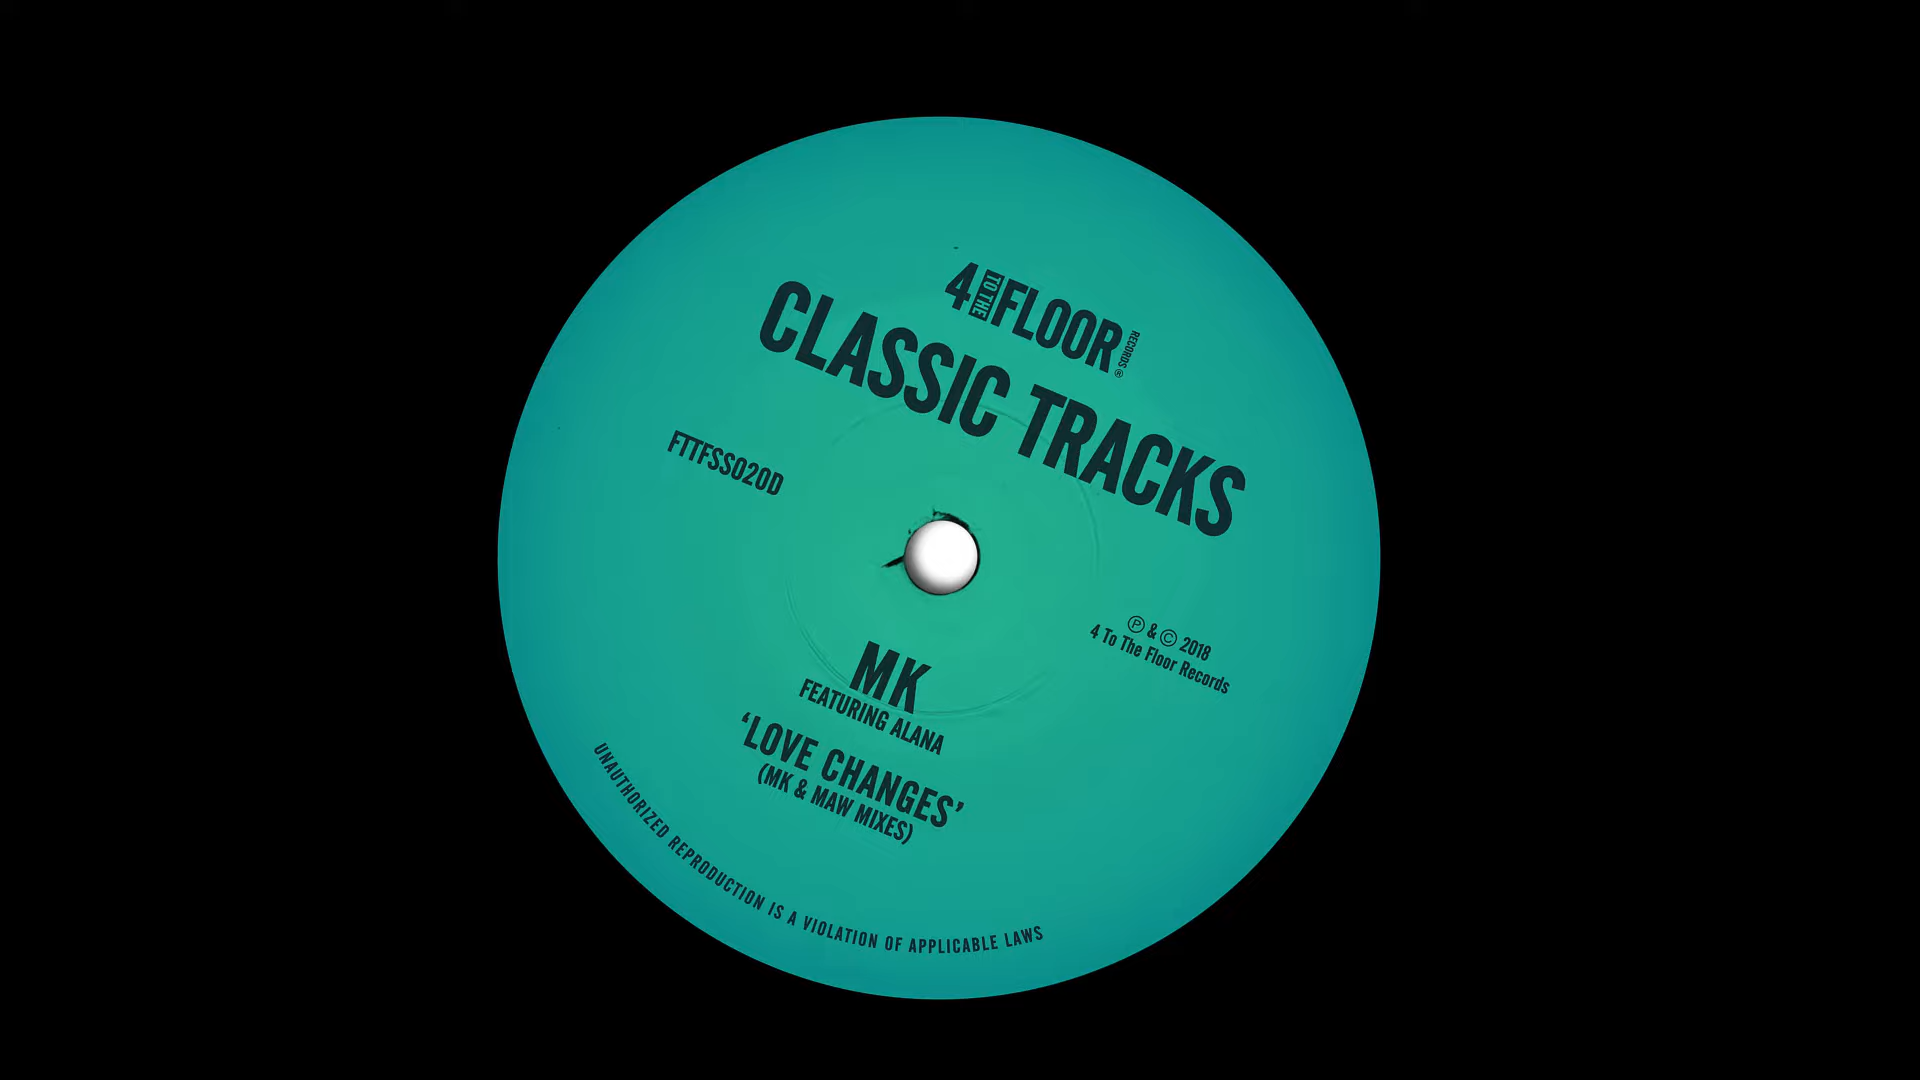 4 TO THE FLOOR RECORDS®
CLASSIC TRACKS
FTTFSS020D
Ⓟ & Ⓒ 2018
4 To The Floor Records
MK
FEATURING ALANA
‘LOVE CHANGES’
(MK & MAW MIXES)
UNAUTHORIZED REPRODUCTION IS A VIOLATION OF APPLICABLE LAWS